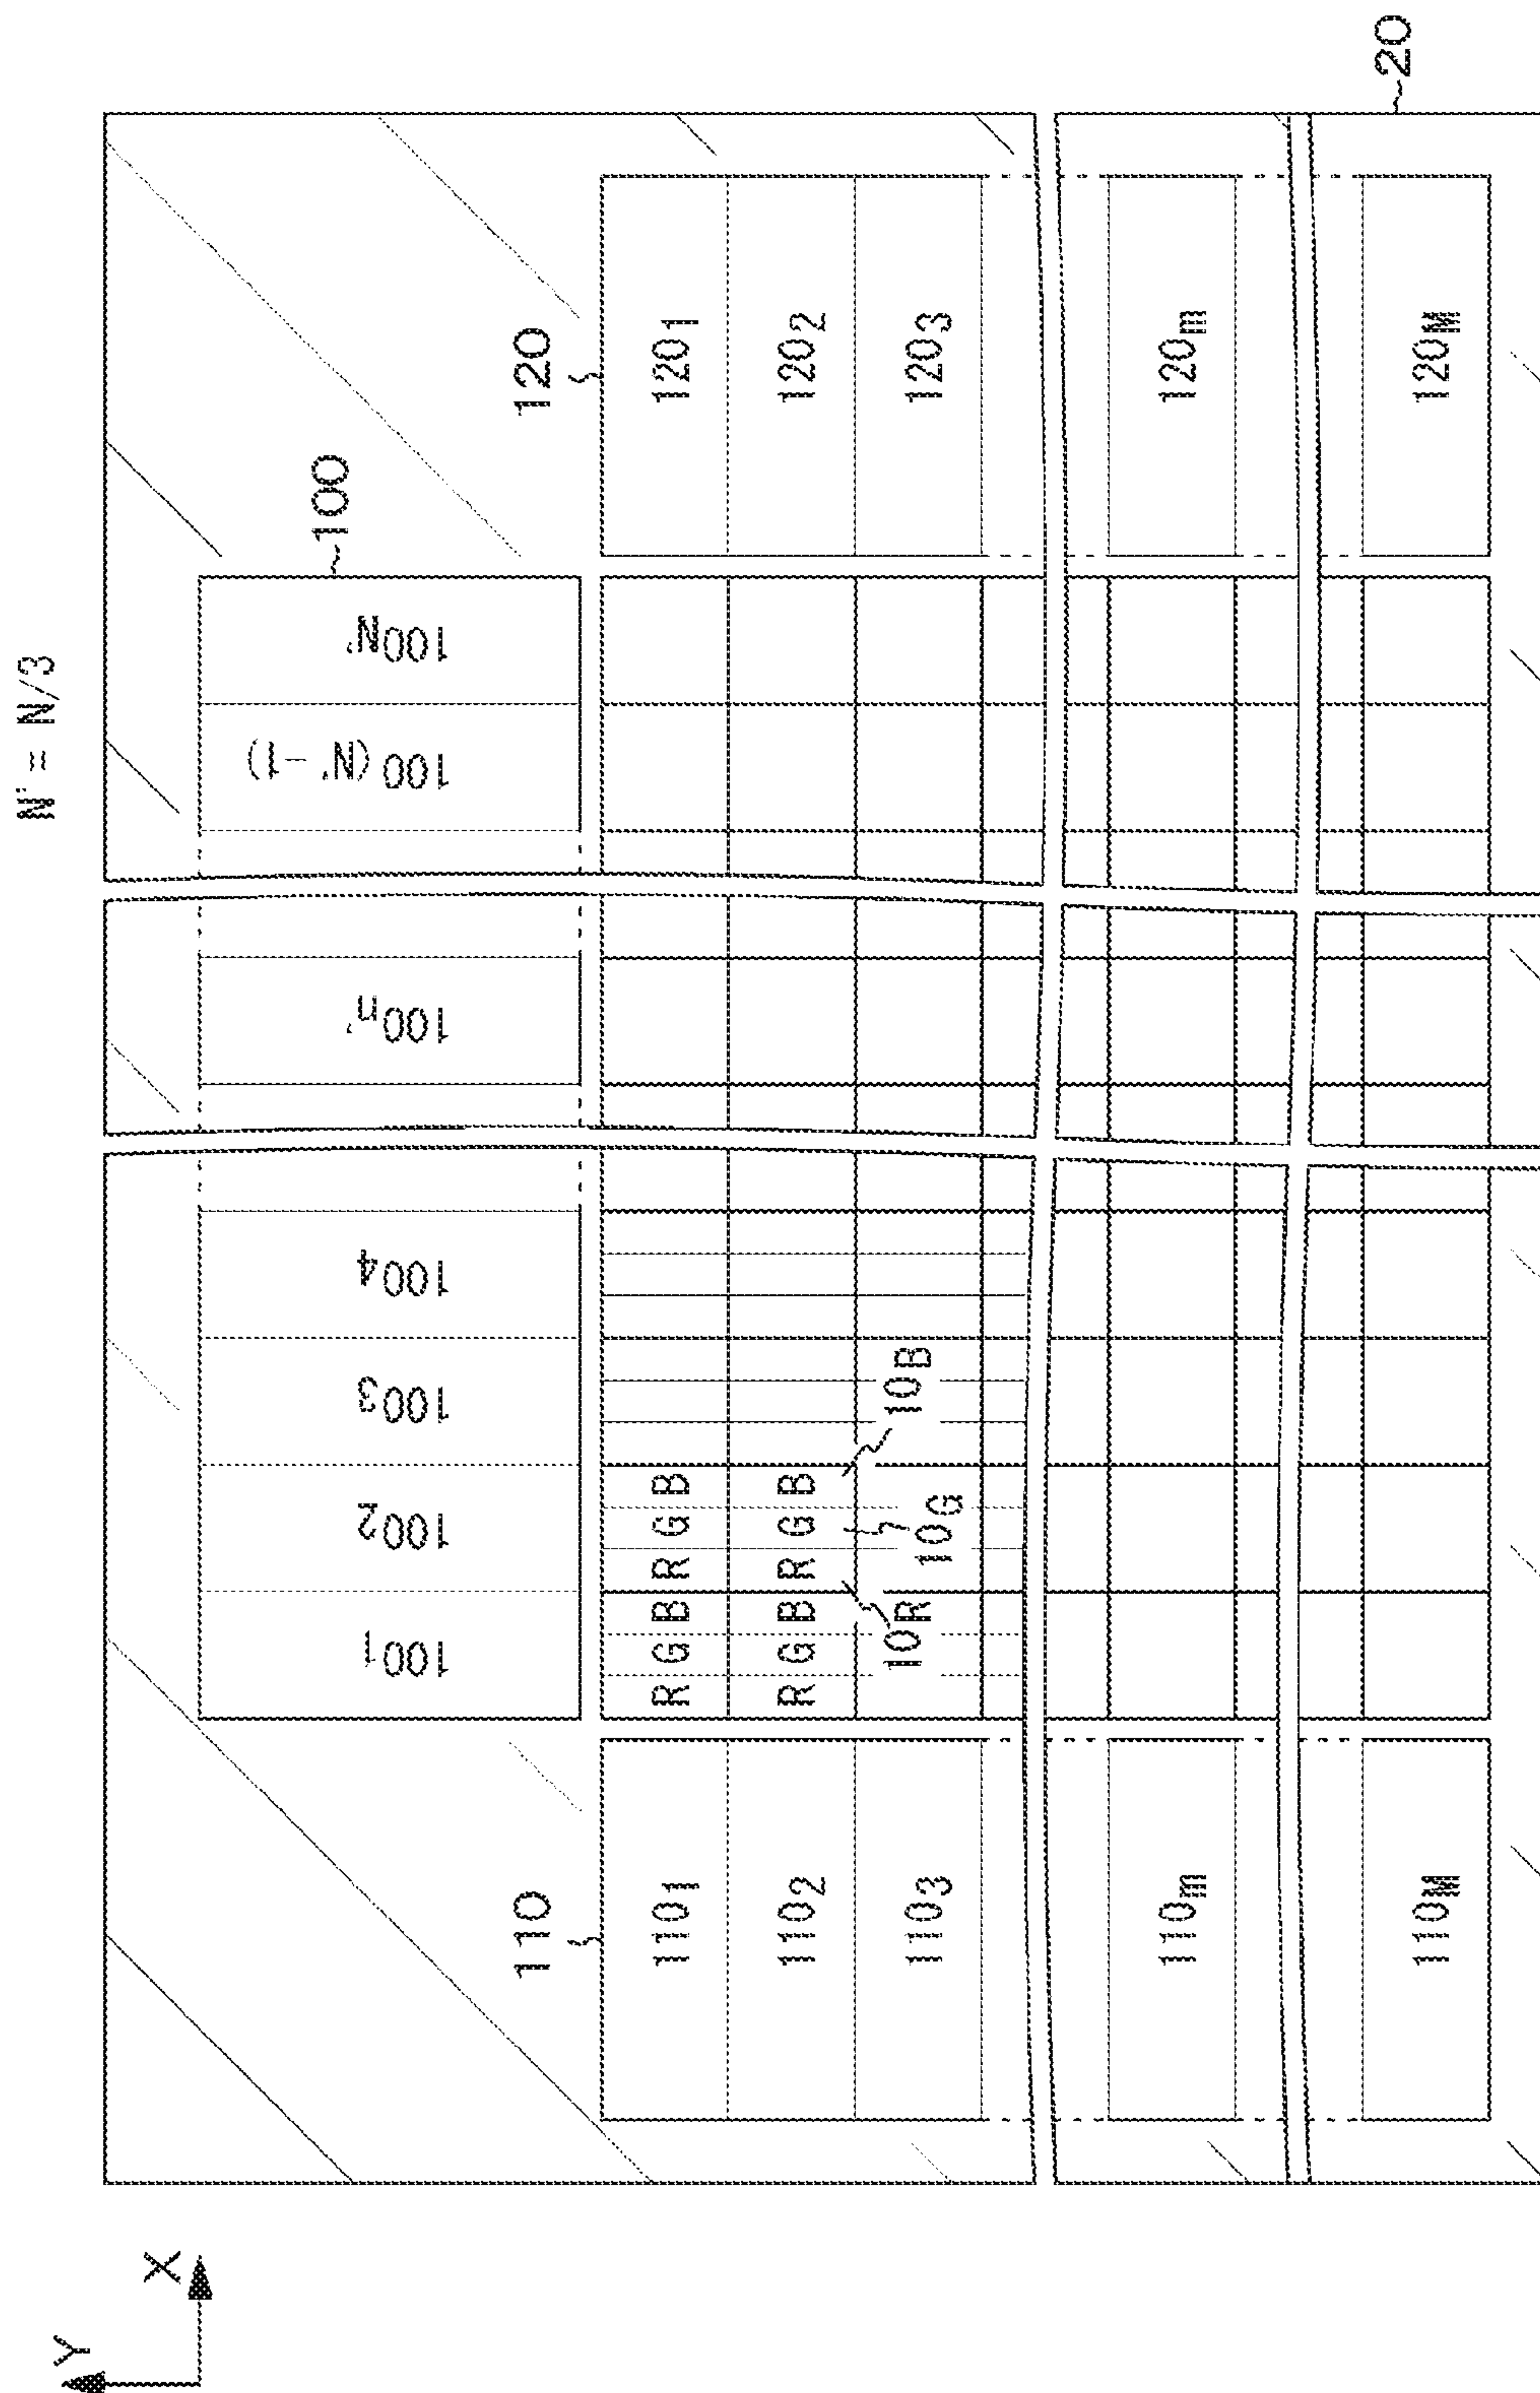 N' = N/3
Y
X
20
100
100₁
100₂
100₃
100₄
100n'
100(N'-1)
100N'
110
120
110₁
R G B R G B
120₁
110₂
R G B R G B
120₂
110₃
10R
10G
10B
120₃
110m
120m
110M
120M